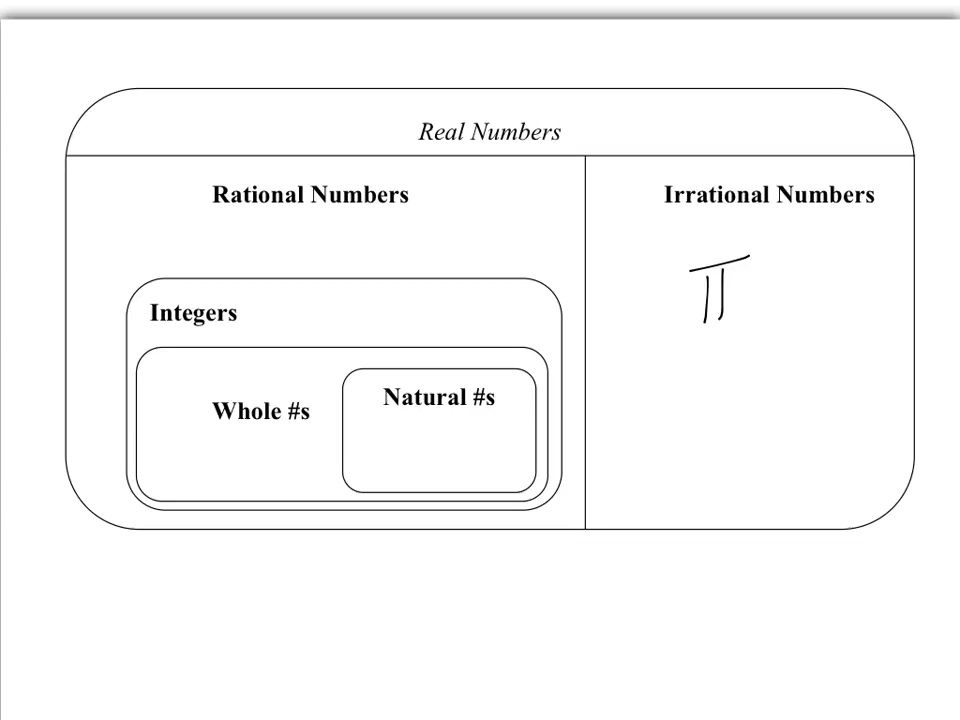 Real Numbers
Rational Numbers
Irrational Numbers
π
Integers
Whole #s
Natural #s